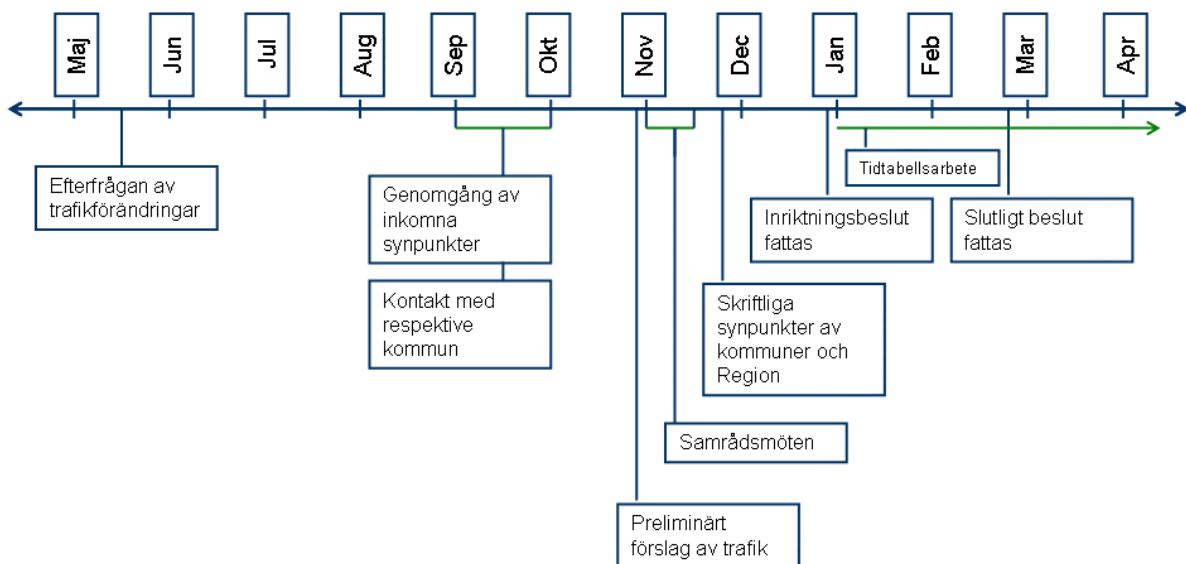 Maj
Jun
Jul
Aug
Sep
Okt
Nov
Dec
Jan
Feb
Mar
Apr
Efterfrågan av
trafikförändringar
Genomgång av
inkomna
synpunkter
Kontakt med
respektive
kommun
Tidtabellsarbete
Inriktningsbeslut
fattas
Slutligt beslut
fattas
Skriftliga
synpunkter av
kommuner och
Region
Samrådsmöten
Preliminärt
förslag av trafik